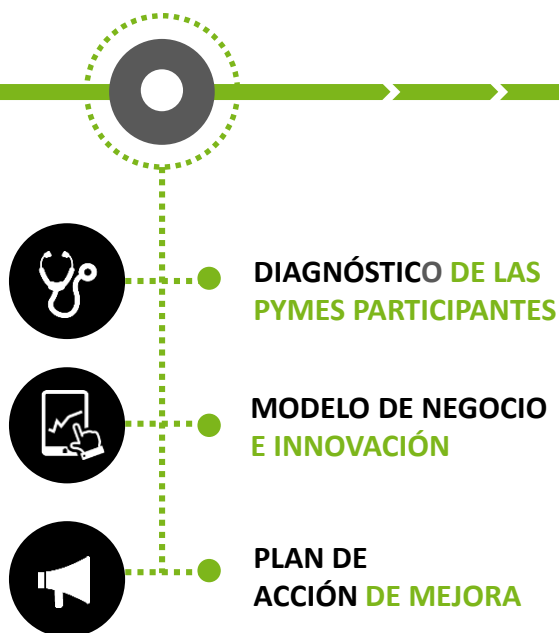 DIAGNÓSTICO DE LAS
PYMES PARTICIPANTES
MODELO DE NEGOCIO
E INNOVACIÓN
PLAN DE
ACCIÓN DE MEJORA